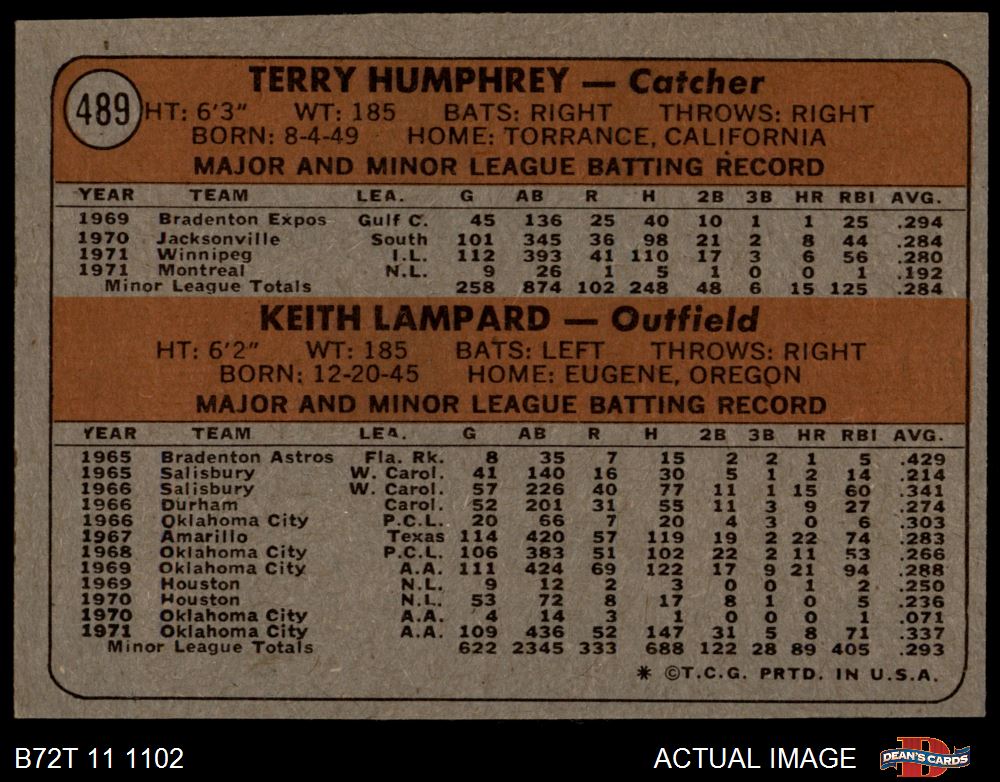 TERRY HUMPHREY — Catcher
489
HT: 6'3" WT: 185 BATS: RIGHT THROWS: RIGHT
BORN: 8-4-49 HOME: TORRANCE, CALIFORNIA
MAJOR AND MINOR LEAGUE BATTING RECORD
YEAR TEAM LEA. G AB R H 2B 3B HR RBI AVG.
1969 Bradenton Expos Gulf C. 45 136 25 40 10 1 1 25 .294
1970 Jacksonville South 101 345 36 98 21 2 8 44 .284
1971 Winnipeg I.L. 112 393 41 110 17 3 6 56 .280
1971 Montreal N.L. 9 26 1 5 1 0 0 1 .192
Minor League Totals 258 874 102 248 48 6 15 125 .284
KEITH LAMPARD — Outfield
HT: 6'2" WT: 185 BATS: LEFT THROWS: RIGHT
BORN: 12-20-45 HOME: EUGENE, OREGON
MAJOR AND MINOR LEAGUE BATTING RECORD
YEAR TEAM LEA. G AB R H 2B 3B HR RBI AVG.
1965 Bradenton Astros Fla. Rk. 8 35 7 15 2 2 1 5 .429
1965 Salisbury W. Carol. 41 140 16 30 5 1 2 14 .214
1966 Salisbury W. Carol. 57 226 40 77 11 1 15 60 .341
1966 Durham Carol. 52 201 31 55 11 3 9 27 .274
1966 Oklahoma City P.C.L. 20 66 7 20 4 3 0 6 .303
1967 Amarillo Texas 114 420 57 119 19 2 22 74 .283
1968 Oklahoma City P.C.L. 106 383 51 102 22 2 11 53 .266
1969 Oklahoma City A.A. 111 424 69 122 17 9 21 94 .288
1969 Houston N.L. 9 12 2 3 0 0 1 2 .250
1970 Houston N.L. 53 72 8 17 8 1 0 5 .236
1970 Oklahoma City A.A. 4 14 3 1 0 0 0 1 .071
1971 Oklahoma City A.A. 109 436 52 147 31 5 8 71 .337
Minor League Totals 622 2345 333 688 122 28 89 405 .293
* ©T.C.G. PRTD. IN U.S.A.
B72T 11 1102 ACTUAL IMAGE DEAN'S CARDS